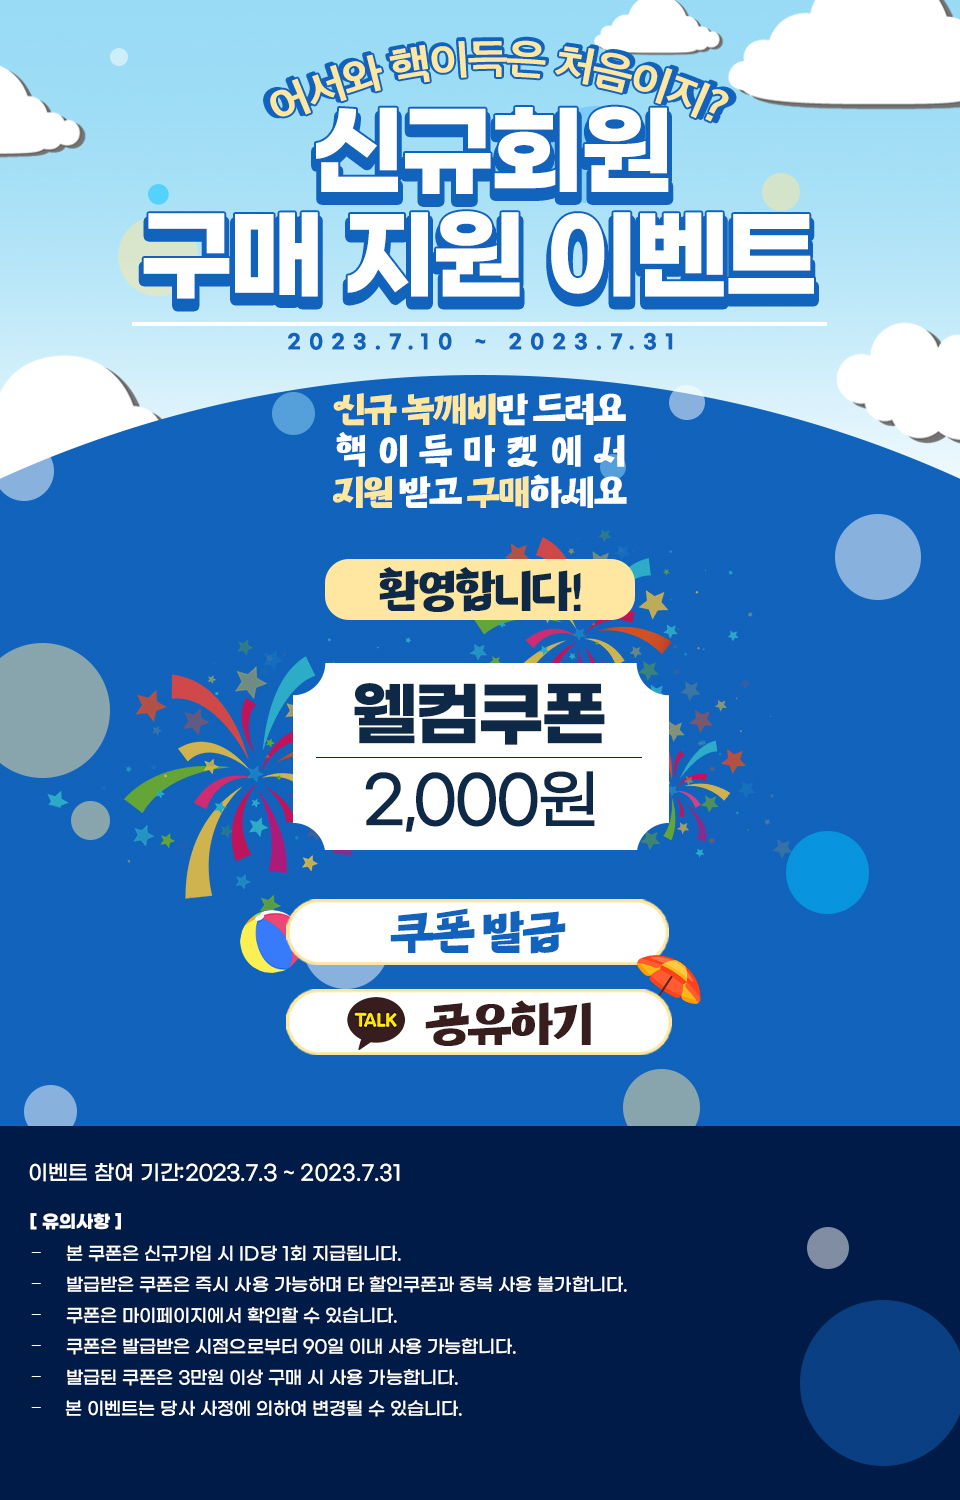 어서와 핵이득은 처음이지?
신규회원
구매 지원 이벤트
2023.7.10 ~ 2023.7.31
신규 녹깨비만 드려요
핵이득마켓에서
지원 받고 구매하세요
환영합니다!
웰컴쿠폰
2,000원
쿠폰 발급
TALK 공유하기
이벤트 참여 기간:2023.7.3 ~ 2023.7.31
[ 유의사항 ]
- 본 쿠폰은 신규가입 시 ID당 1회 지급됩니다.
- 발급받은 쿠폰은 즉시 사용 가능하며 타 할인쿠폰과 중복 사용 불가합니다.
- 쿠폰은 마이페이지에서 확인할 수 있습니다.
- 쿠폰은 발급받은 시점으로부터 90일 이내 사용 가능합니다.
- 발급된 쿠폰은 3만원 이상 구매 시 사용 가능합니다.
- 본 이벤트는 당사 사정에 의하여 변경될 수 있습니다.